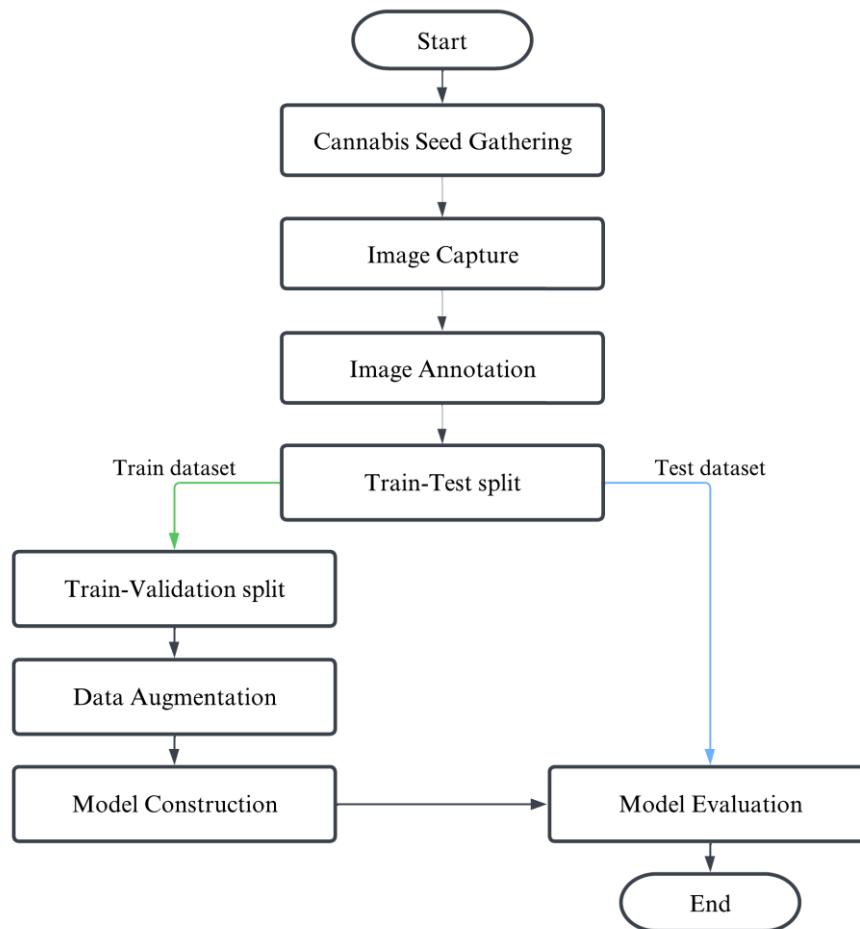 Start
Cannabis Seed Gathering
Image Capture
Image Annotation
Train dataset
Train-Test split
Test dataset
Train-Validation split
Data Augmentation
Model Construction
Model Evaluation
End